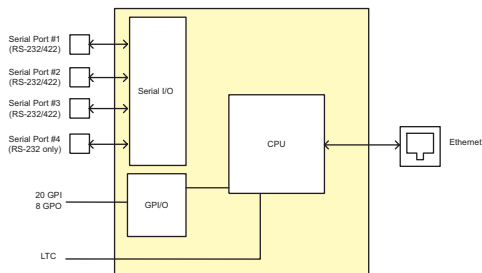 Serial Port #1
(RS-232/422)
Serial Port #2
(RS-232/422)
Serial Port #3
(RS-232/422)
Serial Port #4
(RS-232 only)
Serial I/O
CPU
Ethernet
20 GPI
8 GPO
GPI/O
LTC